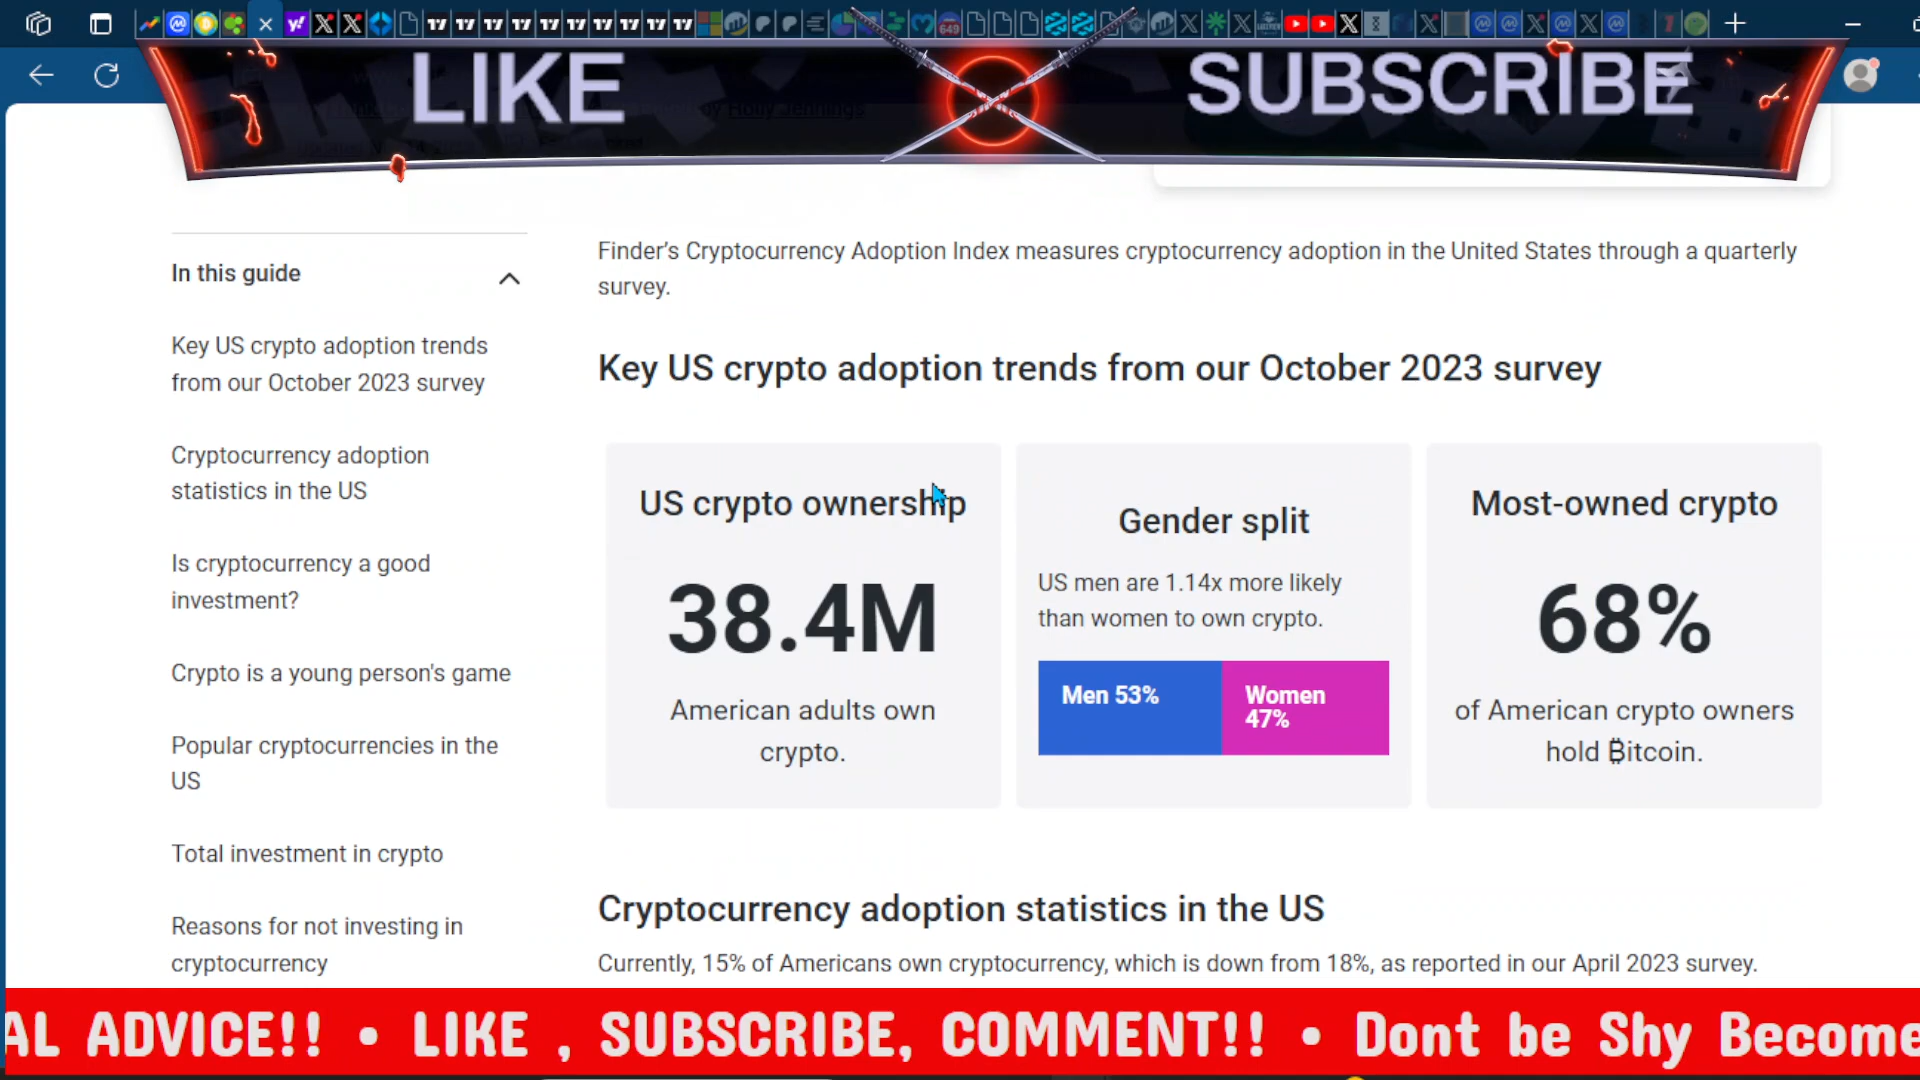 LIKE
SUBSCRIBE
by Holly Jennings
In this guide
Key US crypto adoption trends
from our October 2023 survey
Cryptocurrency adoption
statistics in the US
Is cryptocurrency a good
investment?
Crypto is a young person's game
Popular cryptocurrencies in the
US
Total investment in crypto
Reasons for not investing in
cryptocurrency
Finder’s Cryptocurrency Adoption Index measures cryptocurrency adoption in the United States through a quarterly
survey.
Key US crypto adoption trends from our October 2023 survey
US crypto ownership
38.4M
American adults own
crypto.
Gender split
US men are 1.14x more likely
than women to own crypto.
Men 53%
Women
47%
Most-owned crypto
68%
of American crypto owners
hold ₿itcoin.
Cryptocurrency adoption statistics in the US
Currently, 15% of Americans own cryptocurrency, which is down from 18%, as reported in our April 2023 survey.
AL ADVICE!! • LIKE , SUBSCRIBE, COMMENT!! • Dont be Shy Become